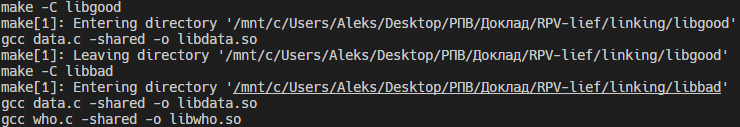 make -C libgood
make[1]: Entering directory '/mnt/c/Users/Aleks/Desktop/РПВ/Доклад/RPV-lief/linking/libgood'
gcc data.c -shared -o libdata.so
make[1]: Leaving directory '/mnt/c/Users/Aleks/Desktop/РПВ/Доклад/RPV-lief/linking/libgood'
make -C libbad
make[1]: Entering directory '/mnt/c/Users/Aleks/Desktop/РПВ/Доклад/RPV-lief/linking/libbad'
gcc data.c -shared -o libdata.so
gcc who.c -shared -o libwho.so